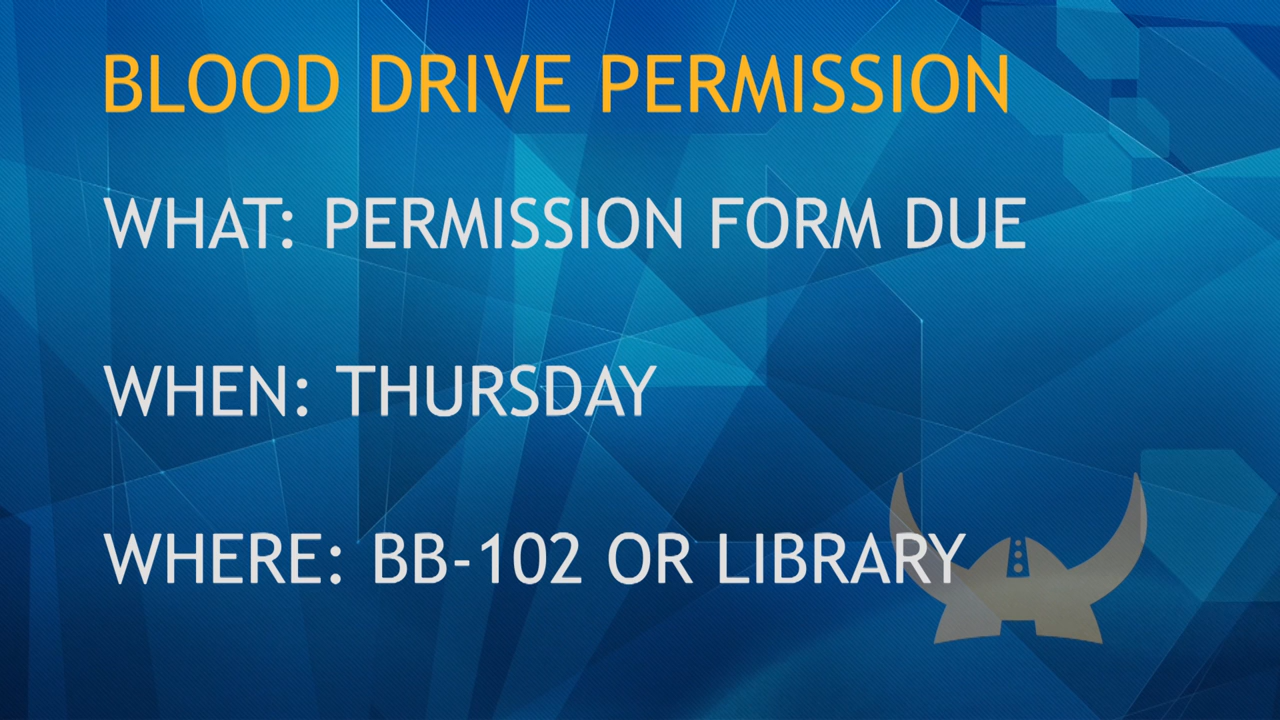 BLOOD DRIVE PERMISSION
WHAT: PERMISSION FORM DUE
WHEN: THURSDAY
WHERE: BB-102 OR LIBRARY